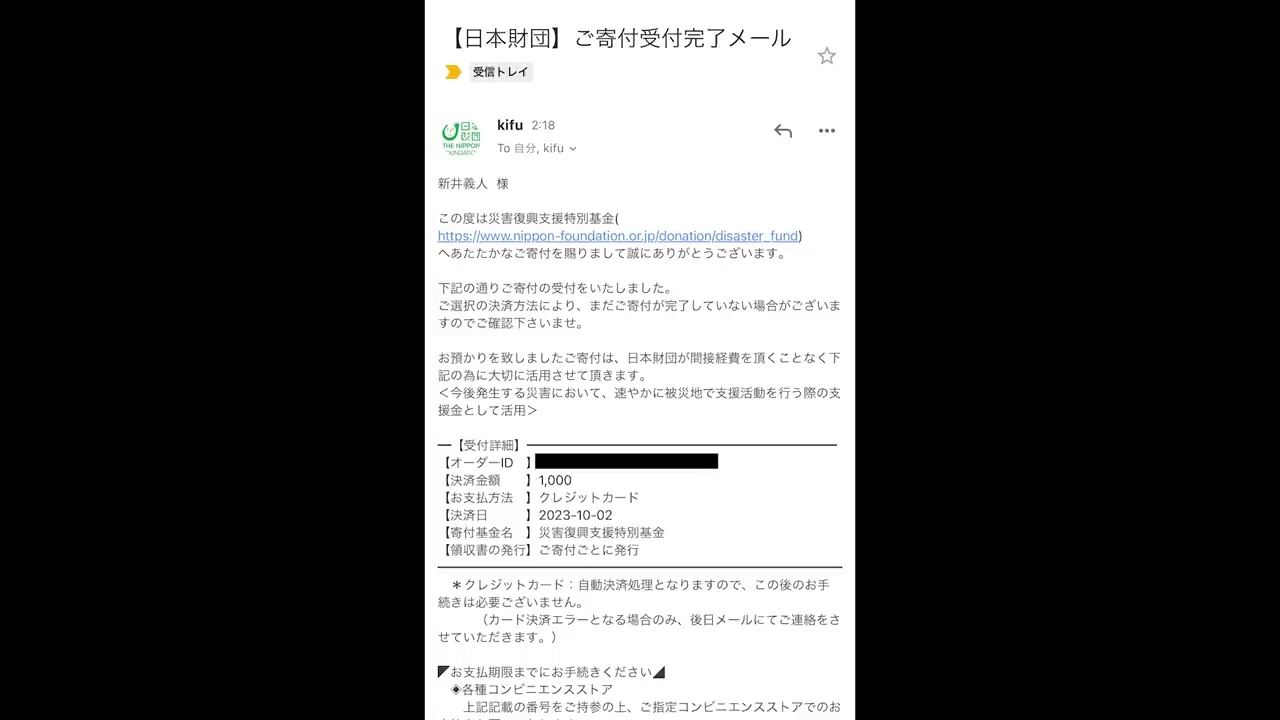 【日本財団】ご寄付受付完了メール
受信トレイ
kifu 2:18
To 自分, kifu
日本財団
THE NIPPON
新井義人 様
この度は災害復興支援特別基金(
https://www.nippon-foundation.or.jp/donation/disaster_fund)
へあたたかなご寄付を賜りまして誠にありがとうございます。
下記の通りご寄付の受付をいたしました。
ご選択の決済方法により、まだご寄付が完了していない場合がございま
すのでご確認下さいませ。
お預かりを致しましたご寄付は、日本財団が間接経費を頂くことなく下
記の為に大切に活用させて頂きます。
＜今後発生する災害において、速やかに被災地で支援活動を行う際の支
援金として活用＞
━【受付詳細】━━━━━━━━━━━━━━━━━━
【オーダーID 】
【決済金額 】1,000
【お支払方法 】クレジットカード
【決済日 】2023-10-02
【寄付基金名 】災害復興支援特別基金
【領収書の発行】ご寄付ごとに発行
＊クレジットカード：自動決済処理となりますので、この後のお手
続きは必要ございません。
（カード決済エラーとなる場合のみ、後日メールにてご連絡をさ
せていただきます。）
◤お支払期限までにお手続きください◢
◈各種コンビニエンスストア
上記記載の番号をご持参の上、ご指定コンビニエンスストアでのお